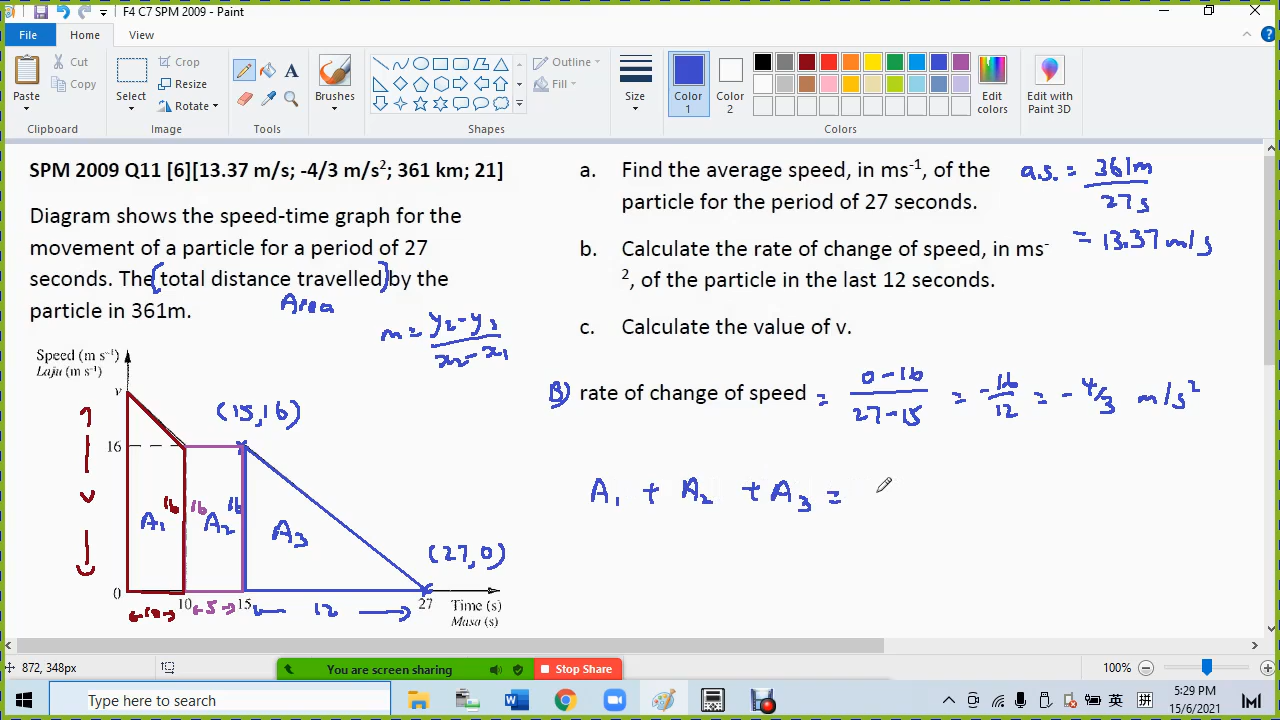 F4 C7 SPM 2009 - Paint
File Home View
Paste Cut Copy Clipboard
Select Crop Resize Rotate Image
Tools
Brushes
Outline Fill Shapes
Size
Color 1 Color 2 Edit colors Colors
Edit with Paint 3D
SPM 2009 Q11 [6][13.37 m/s; -4/3 m/s²; 361 km; 21]
Diagram shows the speed-time graph for the
movement of a particle for a period of 27
seconds. The (total distance travelled) by the
Area
particle in 361m.
m = y₂-y₁ / x₂-x₁
Speed (m s⁻¹)
Laju (m s⁻¹)
v
(15,16)
16
v
A₁ 16 16 A₂ 16 A₃
(27,0)
0 10 15 27 Time (s)
Masa (s)
10 5 12
a. Find the average speed, in ms⁻¹, of the
particle for the period of 27 seconds.
a.s. = 361m / 27s
= 13.37 m/s
b. Calculate the rate of change of speed, in ms⁻
², of the particle in the last 12 seconds.
c. Calculate the value of v.
B) rate of change of speed = 0-16 / 27-15 = -16/12 = -4/3 m/s²
A₁ + A₂ + A₃ =
872, 348px
100%
You are screen sharing Stop Share
Type here to search
英 拼
5:29 PM
15/6/2021